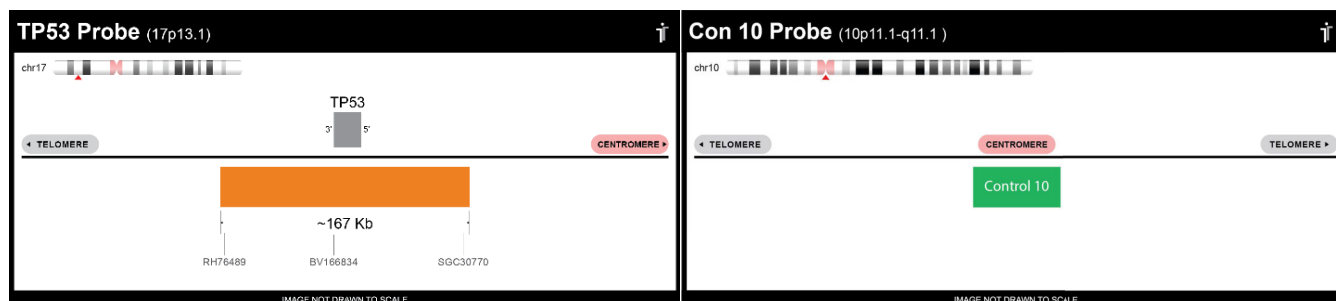 TP53 Probe (17p13.1)
chr17
TP53
3' 5'
◂ TELOMERE
CENTROMERE ▸
~167 Kb
RH76489
BV166834
SGC30770
IMAGE NOT DRAWN TO SCALE
Con 10 Probe (10p11.1-q11.1 )
chr10
◂ TELOMERE
CENTROMERE
TELOMERE ▸
Control 10
IMAGE NOT DRAWN TO SCALE